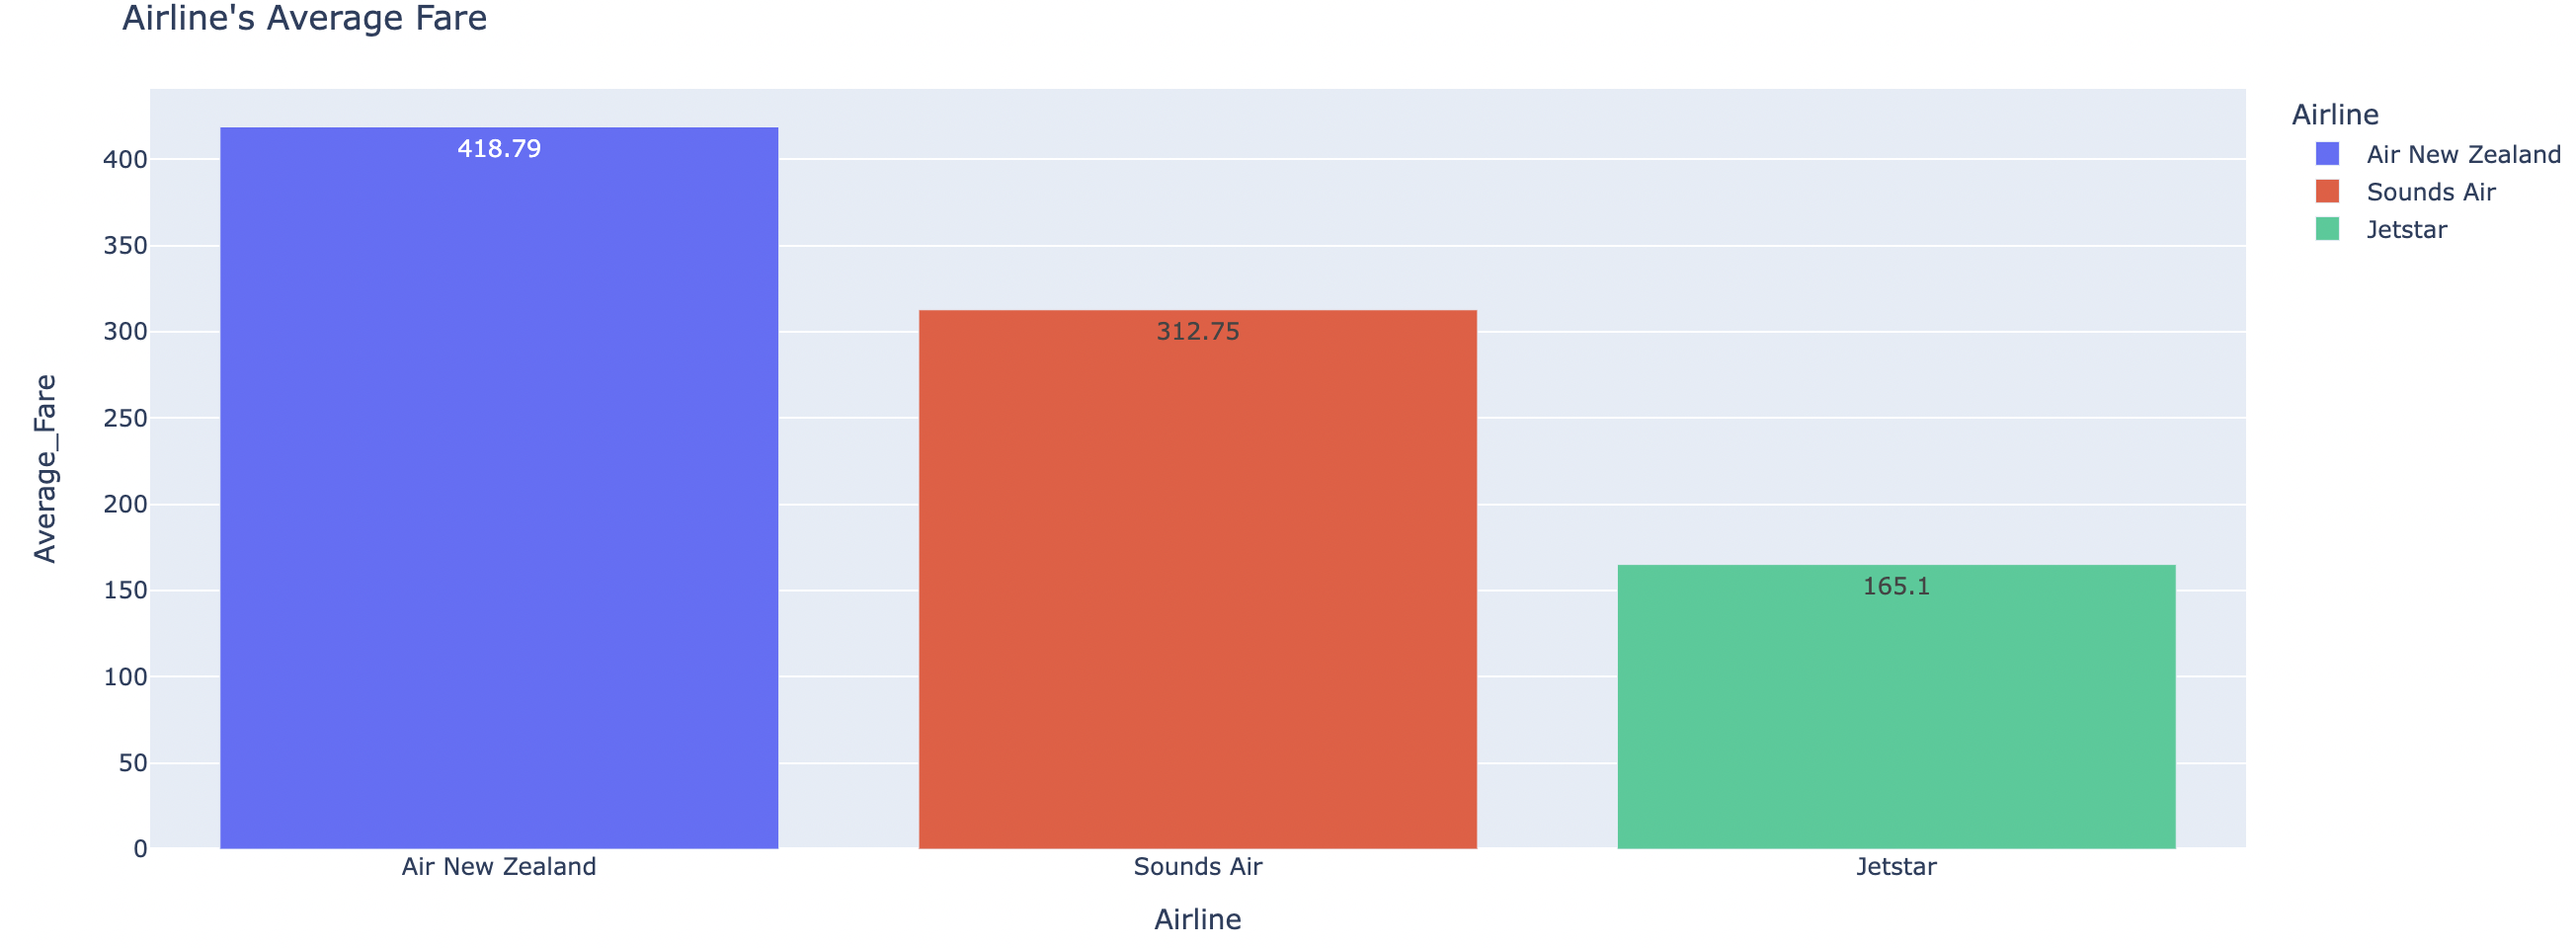 Airline's Average Fare
Average_Fare
400
350
300
250
200
150
100
50
0
418.79
312.75
165.1
Air New Zealand
Sounds Air
Jetstar
Airline
Airline
Air New Zealand
Sounds Air
Jetstar